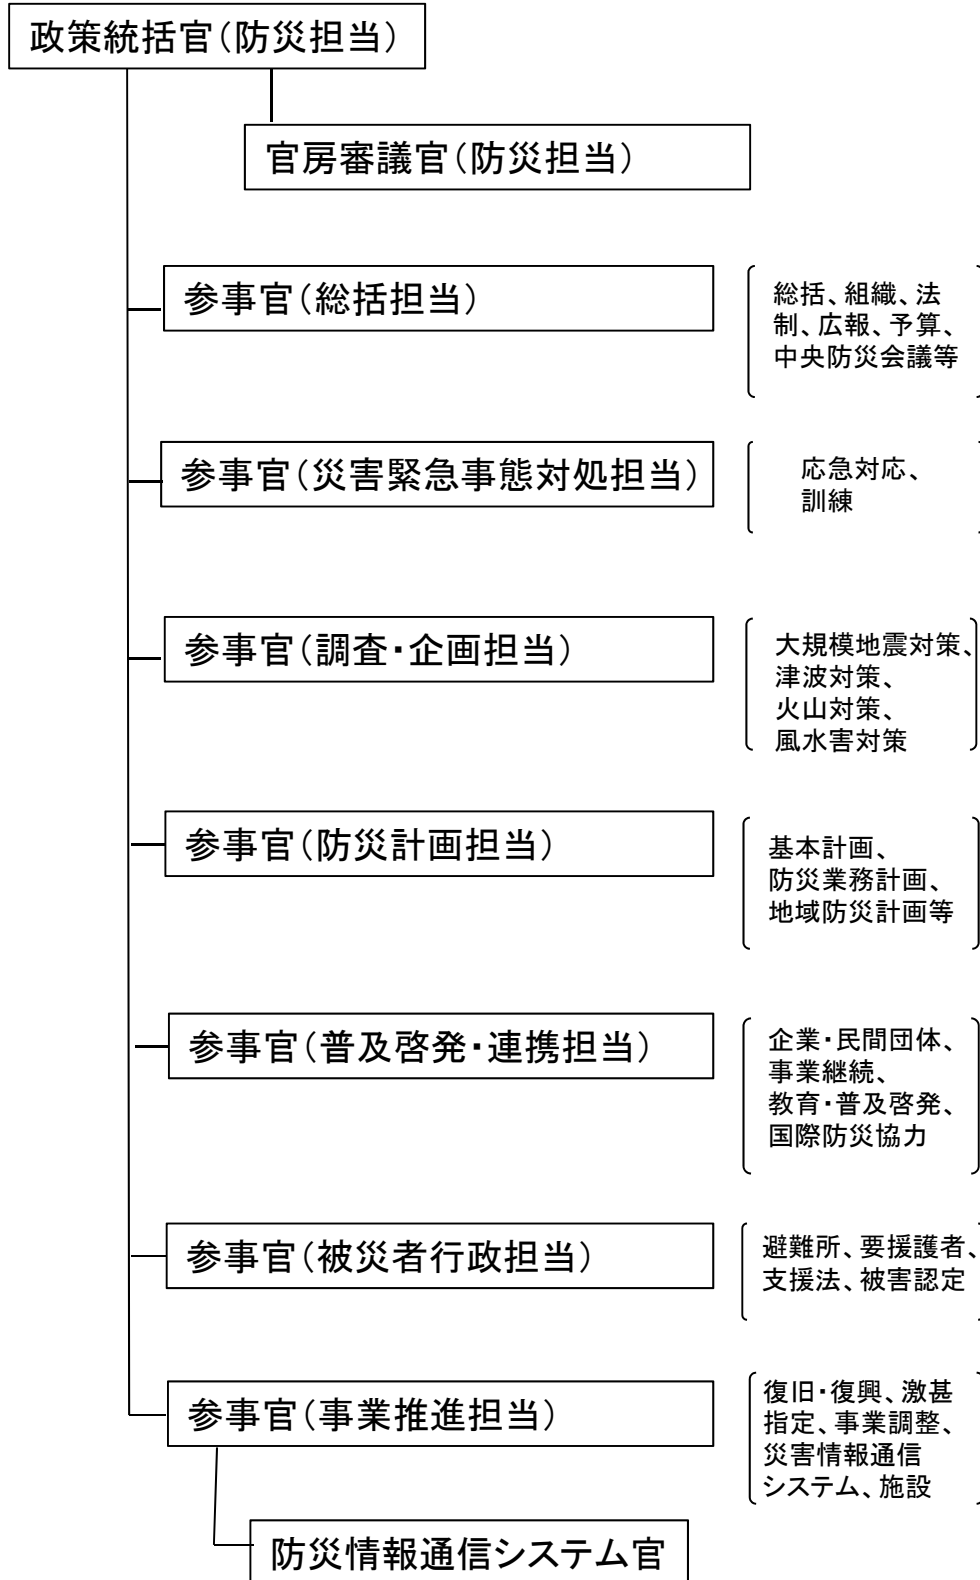 政策統括官（防災担当）
官房審議官（防災担当）
参事官（総括担当）
総括、組織、法
制、広報、予算、
中央防災会議等
参事官（災害緊急事態対処担当）
応急対応、
訓練
参事官（調査・企画担当）
大規模地震対策、
津波対策、
火山対策、
風水害対策
参事官（防災計画担当）
基本計画、
防災業務計画、
地域防災計画等
参事官（普及啓発・連携担当）
企業・民間団体、
事業継続、
教育・普及啓発、
国際防災協力
参事官（被災者行政担当）
避難所、要援護者、
支援法、被害認定
参事官（事業推進担当）
復旧・復興、激甚
指定、事業調整、
災害情報通信
システム、施設
防災情報通信システム官